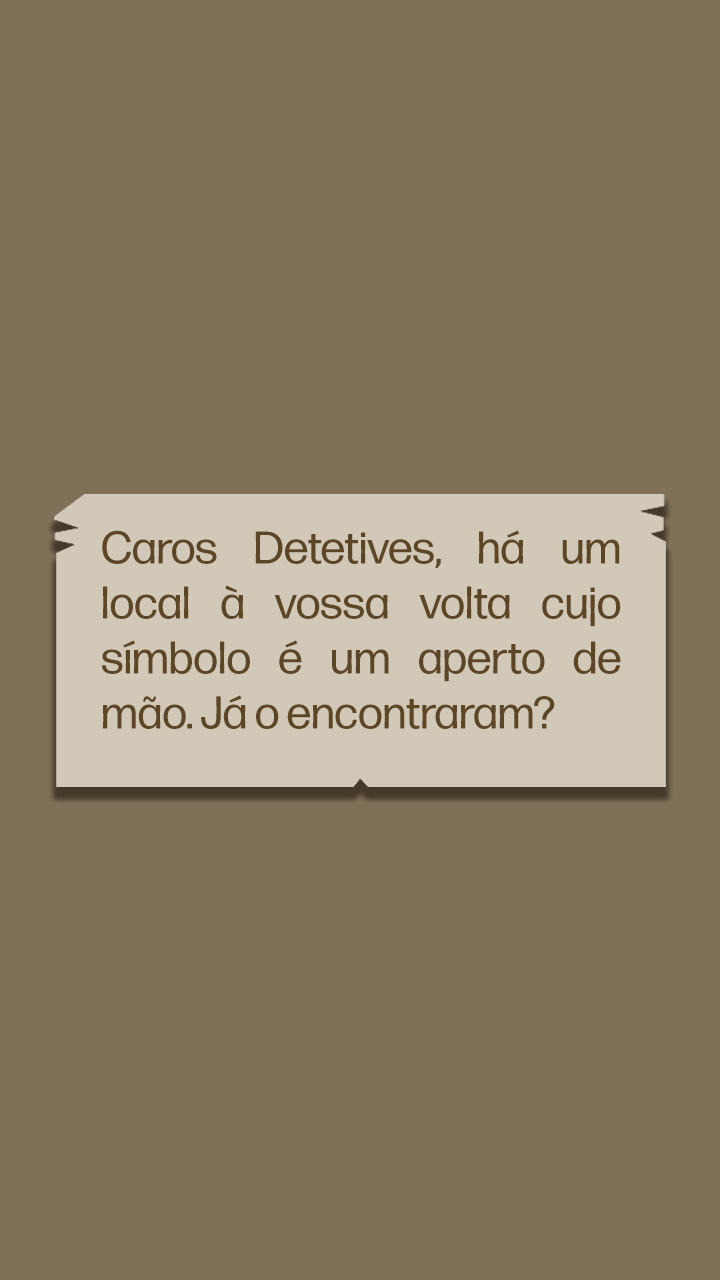 Caros Detetives, há um
local à vossa volta cujo
símbolo é um aperto de
mão. Já o encontraram?